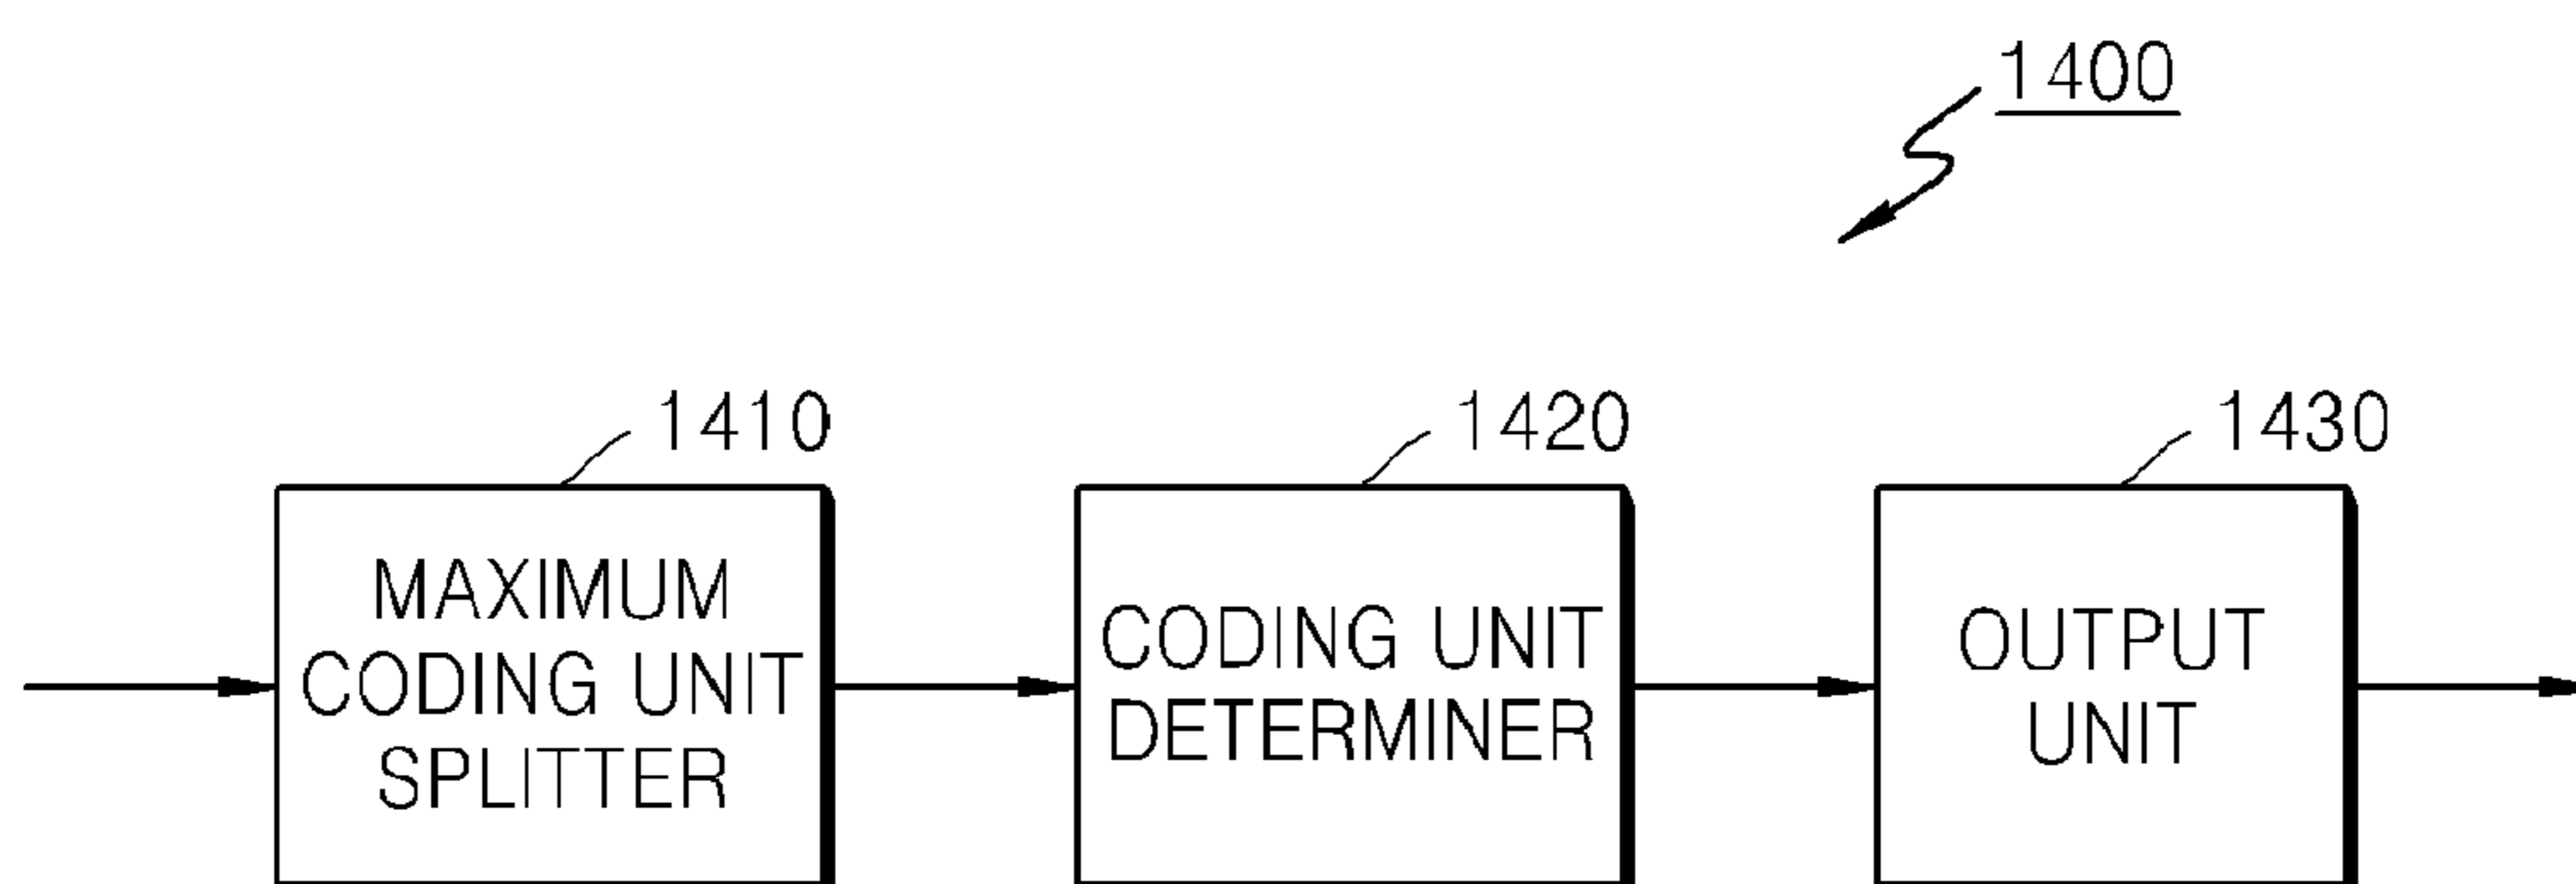 1400
1410
1420
1430
MAXIMUM
CODING UNIT
SPLITTER
CODING UNIT
DETERMINER
OUTPUT
UNIT